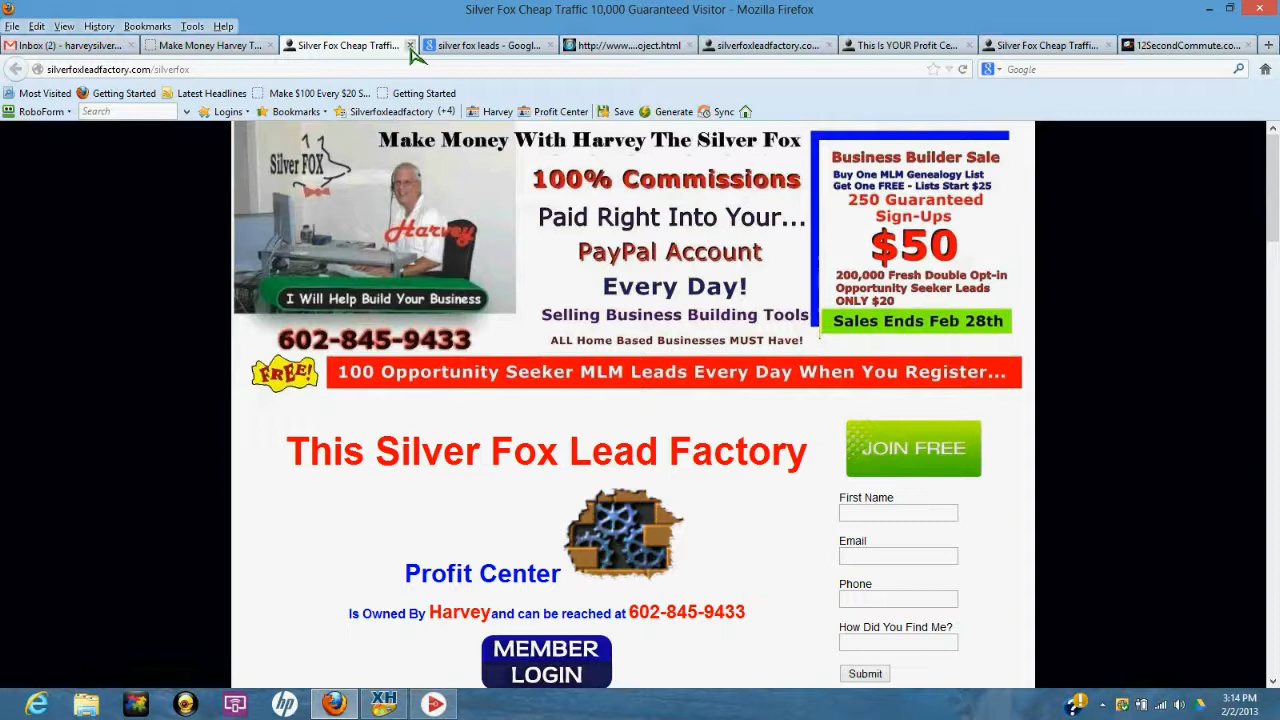 Silver Fox Cheap Traffic 10,000 Guaranteed Visitor - Mozilla Firefox
File Edit View History Bookmarks Tools Help
Inbox (2) - harveysilver... Make Money Harvey T... Silver Fox Cheap Traffi... silver fox leads - Googl... http://www....oject.html silverfoxleadfactory.co... This Is YOUR Profit Ce... Silver Fox Cheap Traffi... 12SecondCommute.co...
silverfoxleadfactory.com/silverfox
Google
Most Visited Getting Started Latest Headlines Make $100 Every $20 S... Getting Started
RoboForm Search Logins Bookmarks Silverfoxleadfactory (+4) Harvey Profit Center Save Generate Sync
Make Money With Harvey The Silver Fox
Silver FOX
Harvey
I Will Help Build Your Business
602-845-9433
100% Commissions
Paid Right Into Your...
PayPal Account
Every Day!
Selling Business Building Tools
ALL Home Based Businesses MUST Have!
Business Builder Sale
Buy One MLM Genealogy List
Get One FREE - Lists Start $25
250 Guaranteed
Sign-Ups
$50
200,000 Fresh Double Opt-in
Opportunity Seeker Leads
ONLY $20
Sales Ends Feb 28th
FREE!
100 Opportunity Seeker MLM Leads Every Day When You Register...
This Silver Fox Lead Factory
Profit Center
Is Owned By Harveyand can be reached at 602-845-9433
MEMBER
LOGIN
JOIN FREE
First Name
Email
Phone
How Did You Find Me?
Submit
hp
XH
3:14 PM
2/2/2013